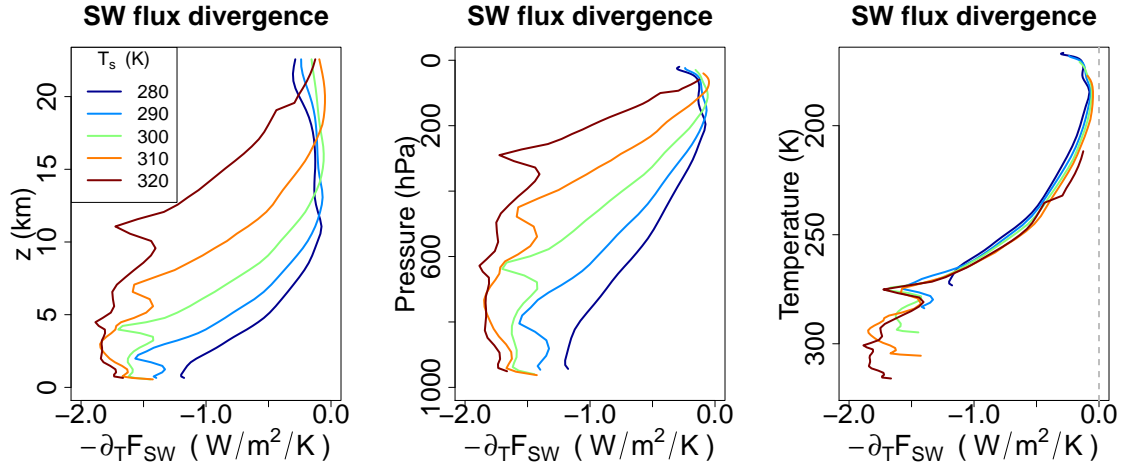 SW flux divergence
T_s (K)
280
290
300
310
320
0
5
10
15
20
z (km)
−2.0
−1.0
0.0
−∂TFSW ( W/m²/K )
SW flux divergence
0
200
600
1000
Pressure (hPa)
−2.0
−1.0
0.0
−∂TFSW ( W/m²/K )
SW flux divergence
200
250
300
Temperature (K)
−2.0
−1.0
0.0
−∂TFSW ( W/m²/K )